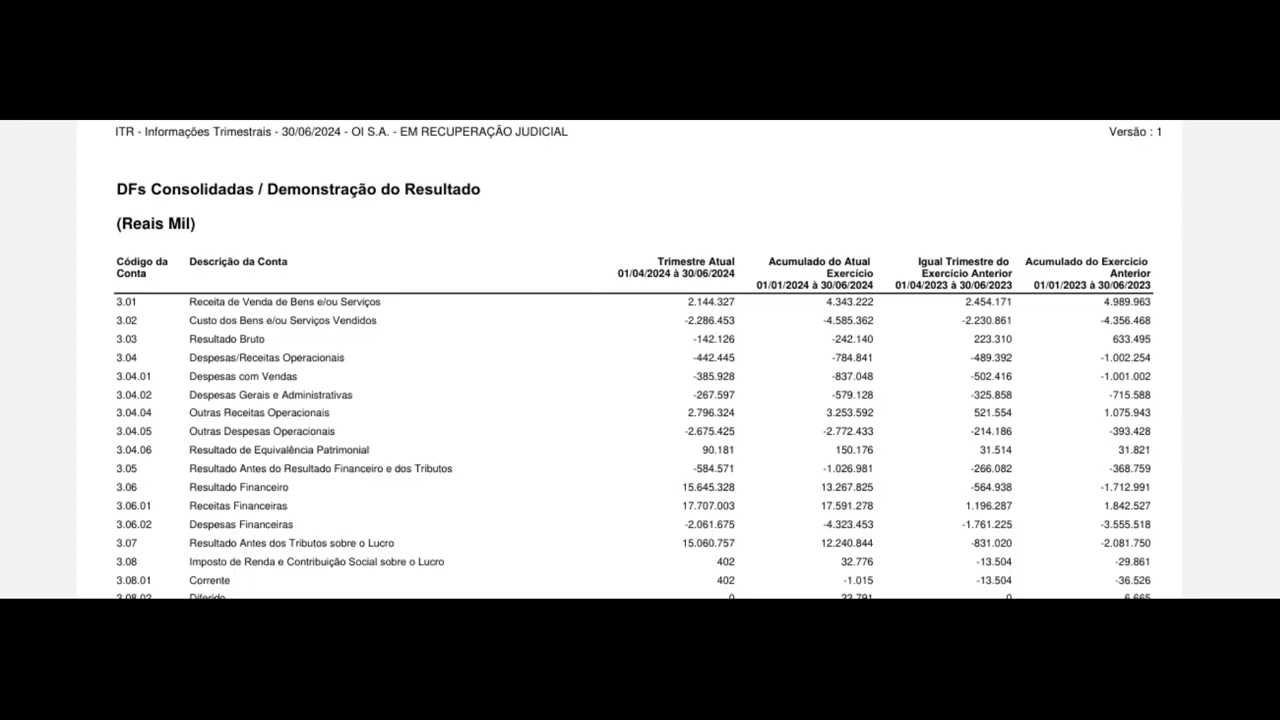 ITR - Informações Trimestrais - 30/06/2024 - OI S.A. - EM RECUPERAÇÃO JUDICIAL Versão : 1
DFs Consolidadas / Demonstração do Resultado
(Reais Mil)
Código da Conta Descrição da Conta Trimestre Atual 01/04/2024 à 30/06/2024 Acumulado do Atual Exercício 01/01/2024 à 30/06/2024 Igual Trimestre do Exercício Anterior 01/04/2023 à 30/06/2023 Acumulado do Exercício Anterior 01/01/2023 à 30/06/2023
3.01 Receita de Venda de Bens e/ou Serviços 2.144.327 4.343.222 2.454.171 4.989.963
3.02 Custo dos Bens e/ou Serviços Vendidos -2.286.453 -4.585.362 -2.230.861 -4.356.468
3.03 Resultado Bruto -142.126 -242.140 223.310 633.495
3.04 Despesas/Receitas Operacionais -442.445 -784.841 -489.392 -1.002.254
3.04.01 Despesas com Vendas -385.928 -837.048 -502.416 -1.001.002
3.04.02 Despesas Gerais e Administrativas -267.597 -579.128 -325.858 -715.588
3.04.04 Outras Receitas Operacionais 2.796.324 3.253.592 521.554 1.075.943
3.04.05 Outras Despesas Operacionais -2.675.425 -2.772.433 -214.186 -393.428
3.04.06 Resultado de Equivalência Patrimonial 90.181 150.176 31.514 31.821
3.05 Resultado Antes do Resultado Financeiro e dos Tributos -584.571 -1.026.981 -266.082 -368.759
3.06 Resultado Financeiro 15.645.328 13.267.825 -564.938 -1.712.991
3.06.01 Receitas Financeiras 17.707.003 17.591.278 1.196.287 1.842.527
3.06.02 Despesas Financeiras -2.061.675 -4.323.453 -1.761.225 -3.555.518
3.07 Resultado Antes dos Tributos sobre o Lucro 15.060.757 12.240.844 -831.020 -2.081.750
3.08 Imposto de Renda e Contribuição Social sobre o Lucro 402 32.776 -13.504 -29.861
3.08.01 Corrente 402 -1.015 -13.504 -36.526
3.08.02 Diferido 0 33.791 0 6.665